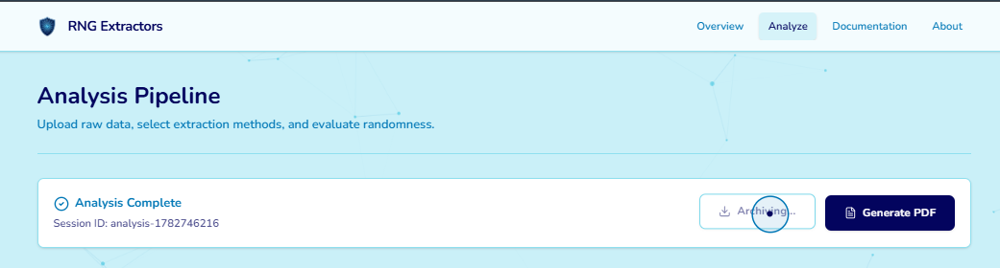 RNG Extractors
Overview
Analyze
Documentation
About
Analysis Pipeline
Upload raw data, select extraction methods, and evaluate randomness.
Analysis Complete
Session ID: analysis-1782746216
Archiving...
Generate PDF